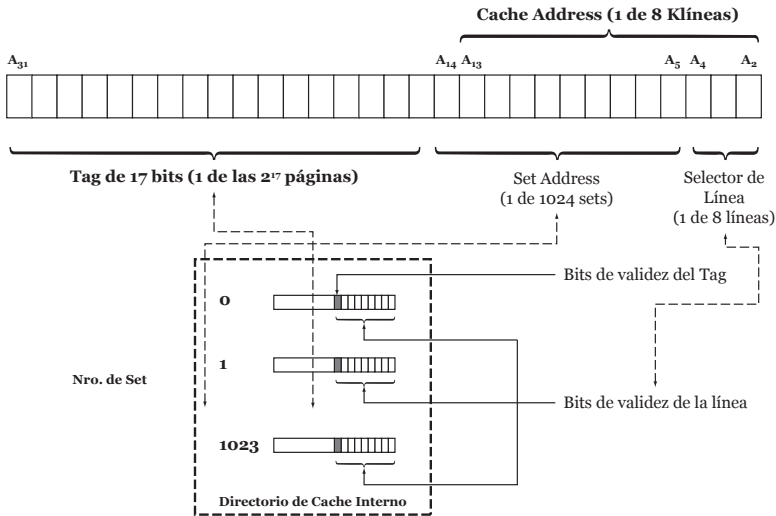 Cache Address (1 de 8 Klíneas)
A₃₁ A₁₄ A₁₃ A₅ A₄ A₂
Tag de 17 bits (1 de las 2¹⁷ páginas)
Set Address
(1 de 1024 sets)
Selector de
Línea
(1 de 8 líneas)
Bits de validez del Tag
0
1
Nro. de Set
Bits de validez de la línea
1023
Directorio de Cache Interno